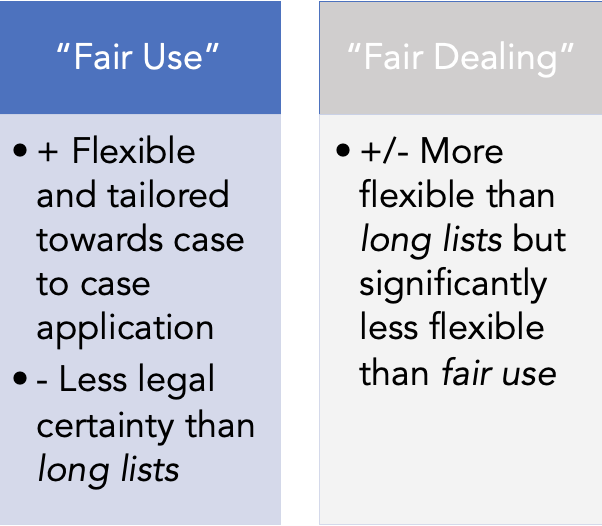 “Fair Use”
• + Flexible
and tailored
towards case
to case
application
• - Less legal
certainty than
long lists
“Fair Dealing”
• +/- More
flexible than
long lists but
significantly
less flexible
than fair use